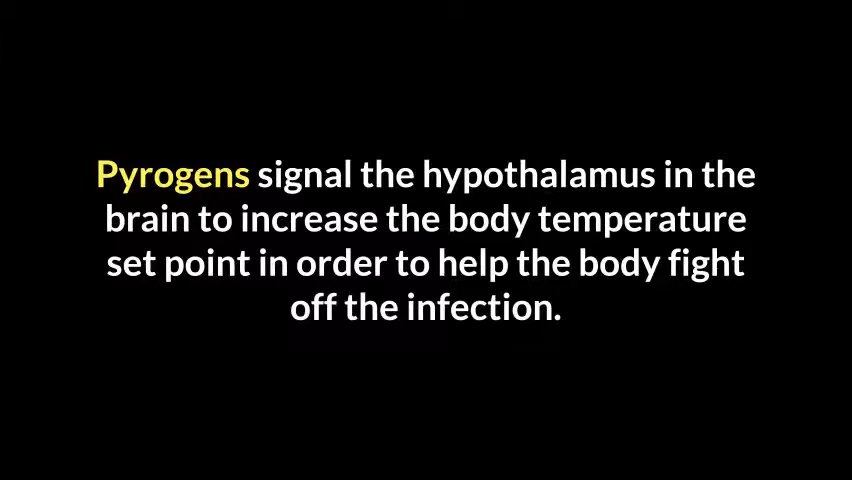 Pyrogens signal the hypothalamus in the
brain to increase the body temperature
set point in order to help the body fight
off the infection.